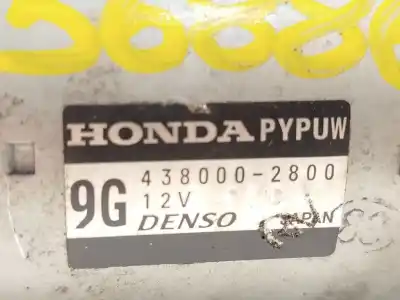 HONDA PYPUW
9G 438000-2800
12V
DENSO JAPAN